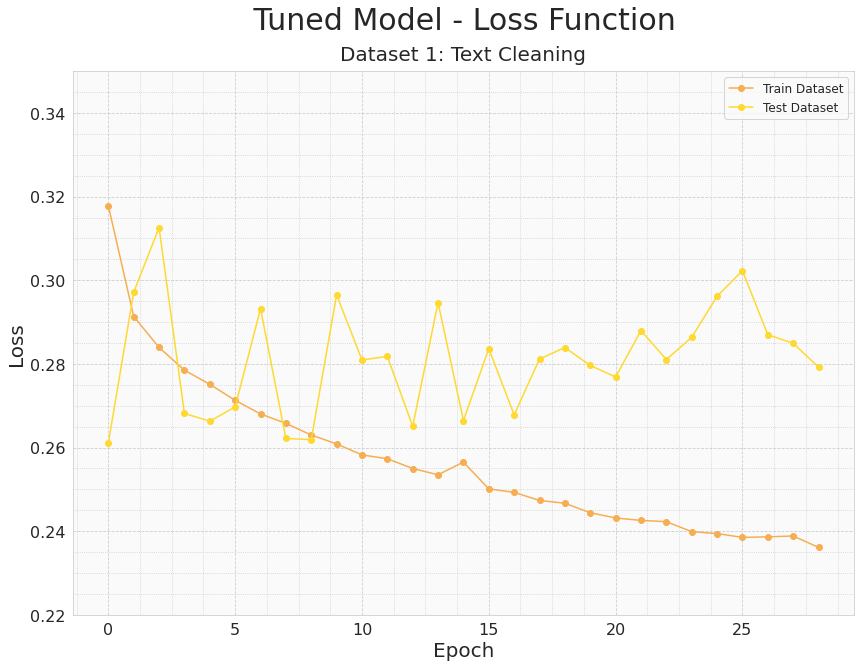 Tuned Model - Loss Function
Dataset 1: Text Cleaning
Train Dataset
Test Dataset
0.34
0.32
0.30
0.28
0.26
0.24
0.22
Loss
0 5 10 15 20 25
Epoch